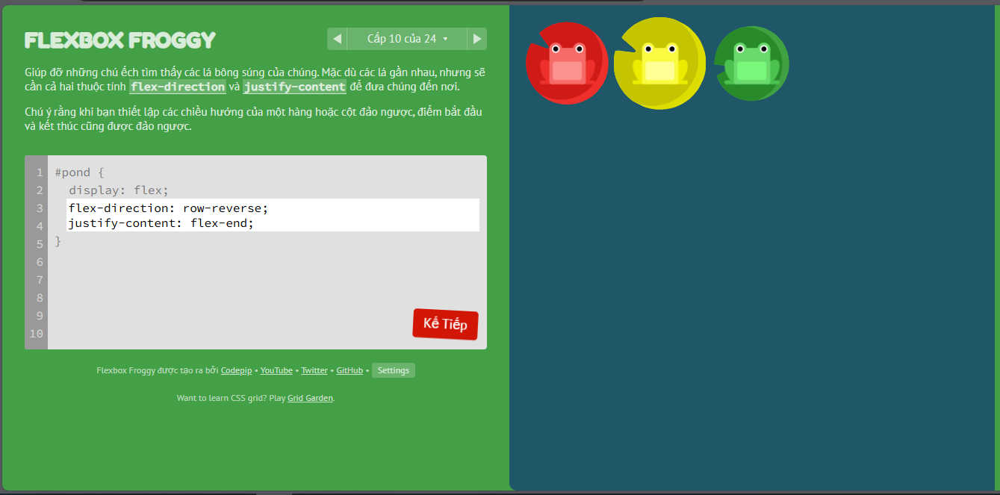 FLEXBOX FROGGY
Cấp 10 của 24
Giúp đỡ những chú ếch tìm thấy các lá bông súng của chúng. Mặc dù các lá gần nhau, nhưng sẽ
cần cả hai thuộc tính flex-direction và justify-content để đưa chúng đến nơi.
Chú ý rằng khi bạn thiết lập các chiều hướng của một hàng hoặc cột đảo ngược, điểm bắt đầu
và kết thúc cũng được đảo ngược.
1 #pond {
2 display: flex;
3 flex-direction: row-reverse;
4 justify-content: flex-end;
5 }
6
7
8
9
10
Kế Tiếp
Flexbox Froggy được tạo ra bởi Codepip • YouTube • Twitter • GitHub • Settings
Want to learn CSS grid? Play Grid Garden.